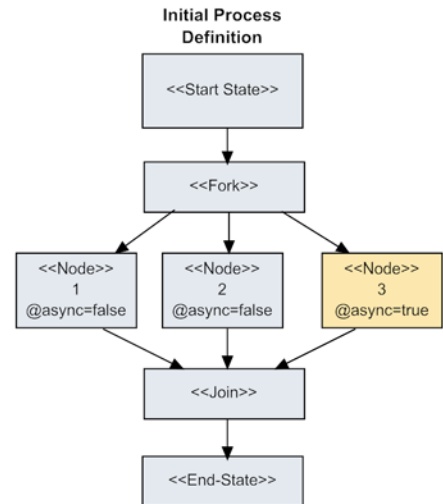 Initial Process
Definition
<<Start State>>
<<Fork>>
<<Node>>
1
@async=false
<<Node>>
2
@async=false
<<Node>>
3
@async=true
<<Join>>
<<End-State>>